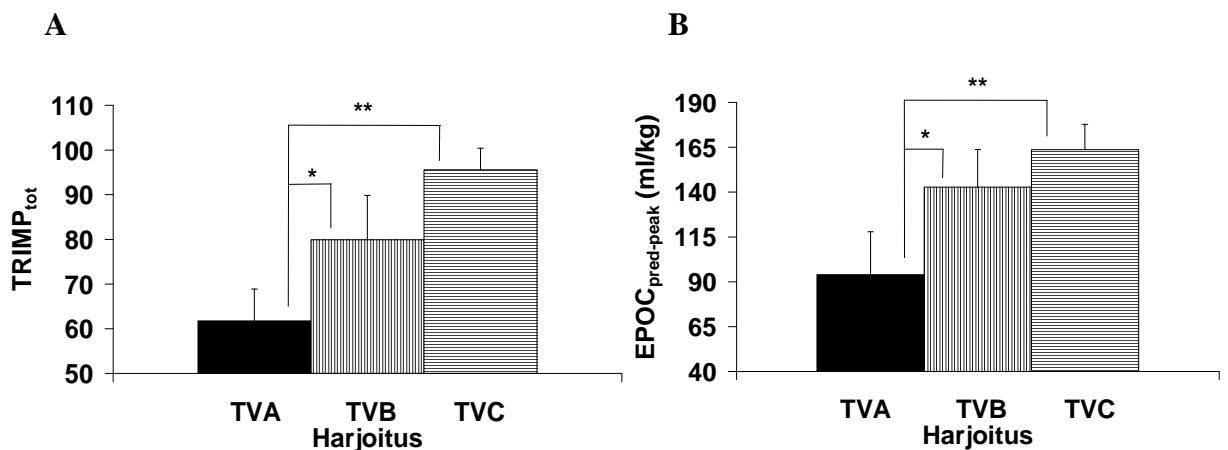 A
TRIMPtot
110
100
90
80
70
60
50
**
*
TVA TVB TVC
Harjoitus
B
EPOCpred-peak (ml/kg)
190
165
140
115
90
65
40
**
*
TVA TVB TVC
Harjoitus